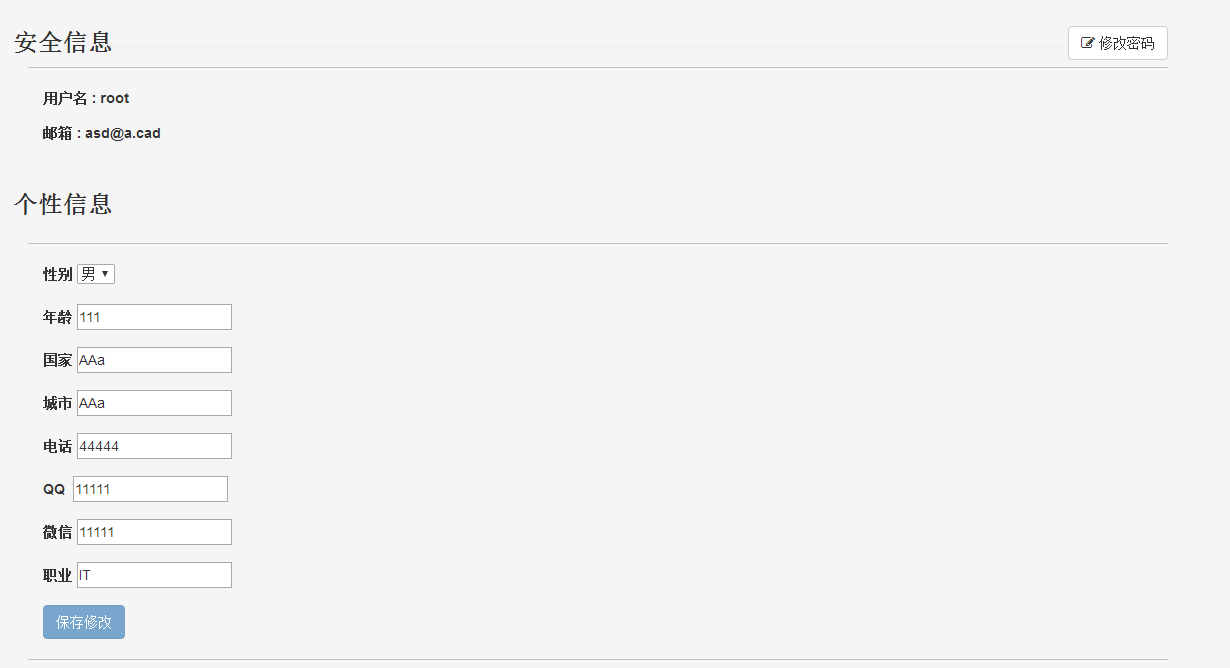 安全信息
修改密码
用户名 : root
邮箱 : asd@a.cad
个性信息
性别 男
年龄 111
国家 AAa
城市 AAa
电话 44444
QQ 11111
微信 11111
职业 IT
保存修改